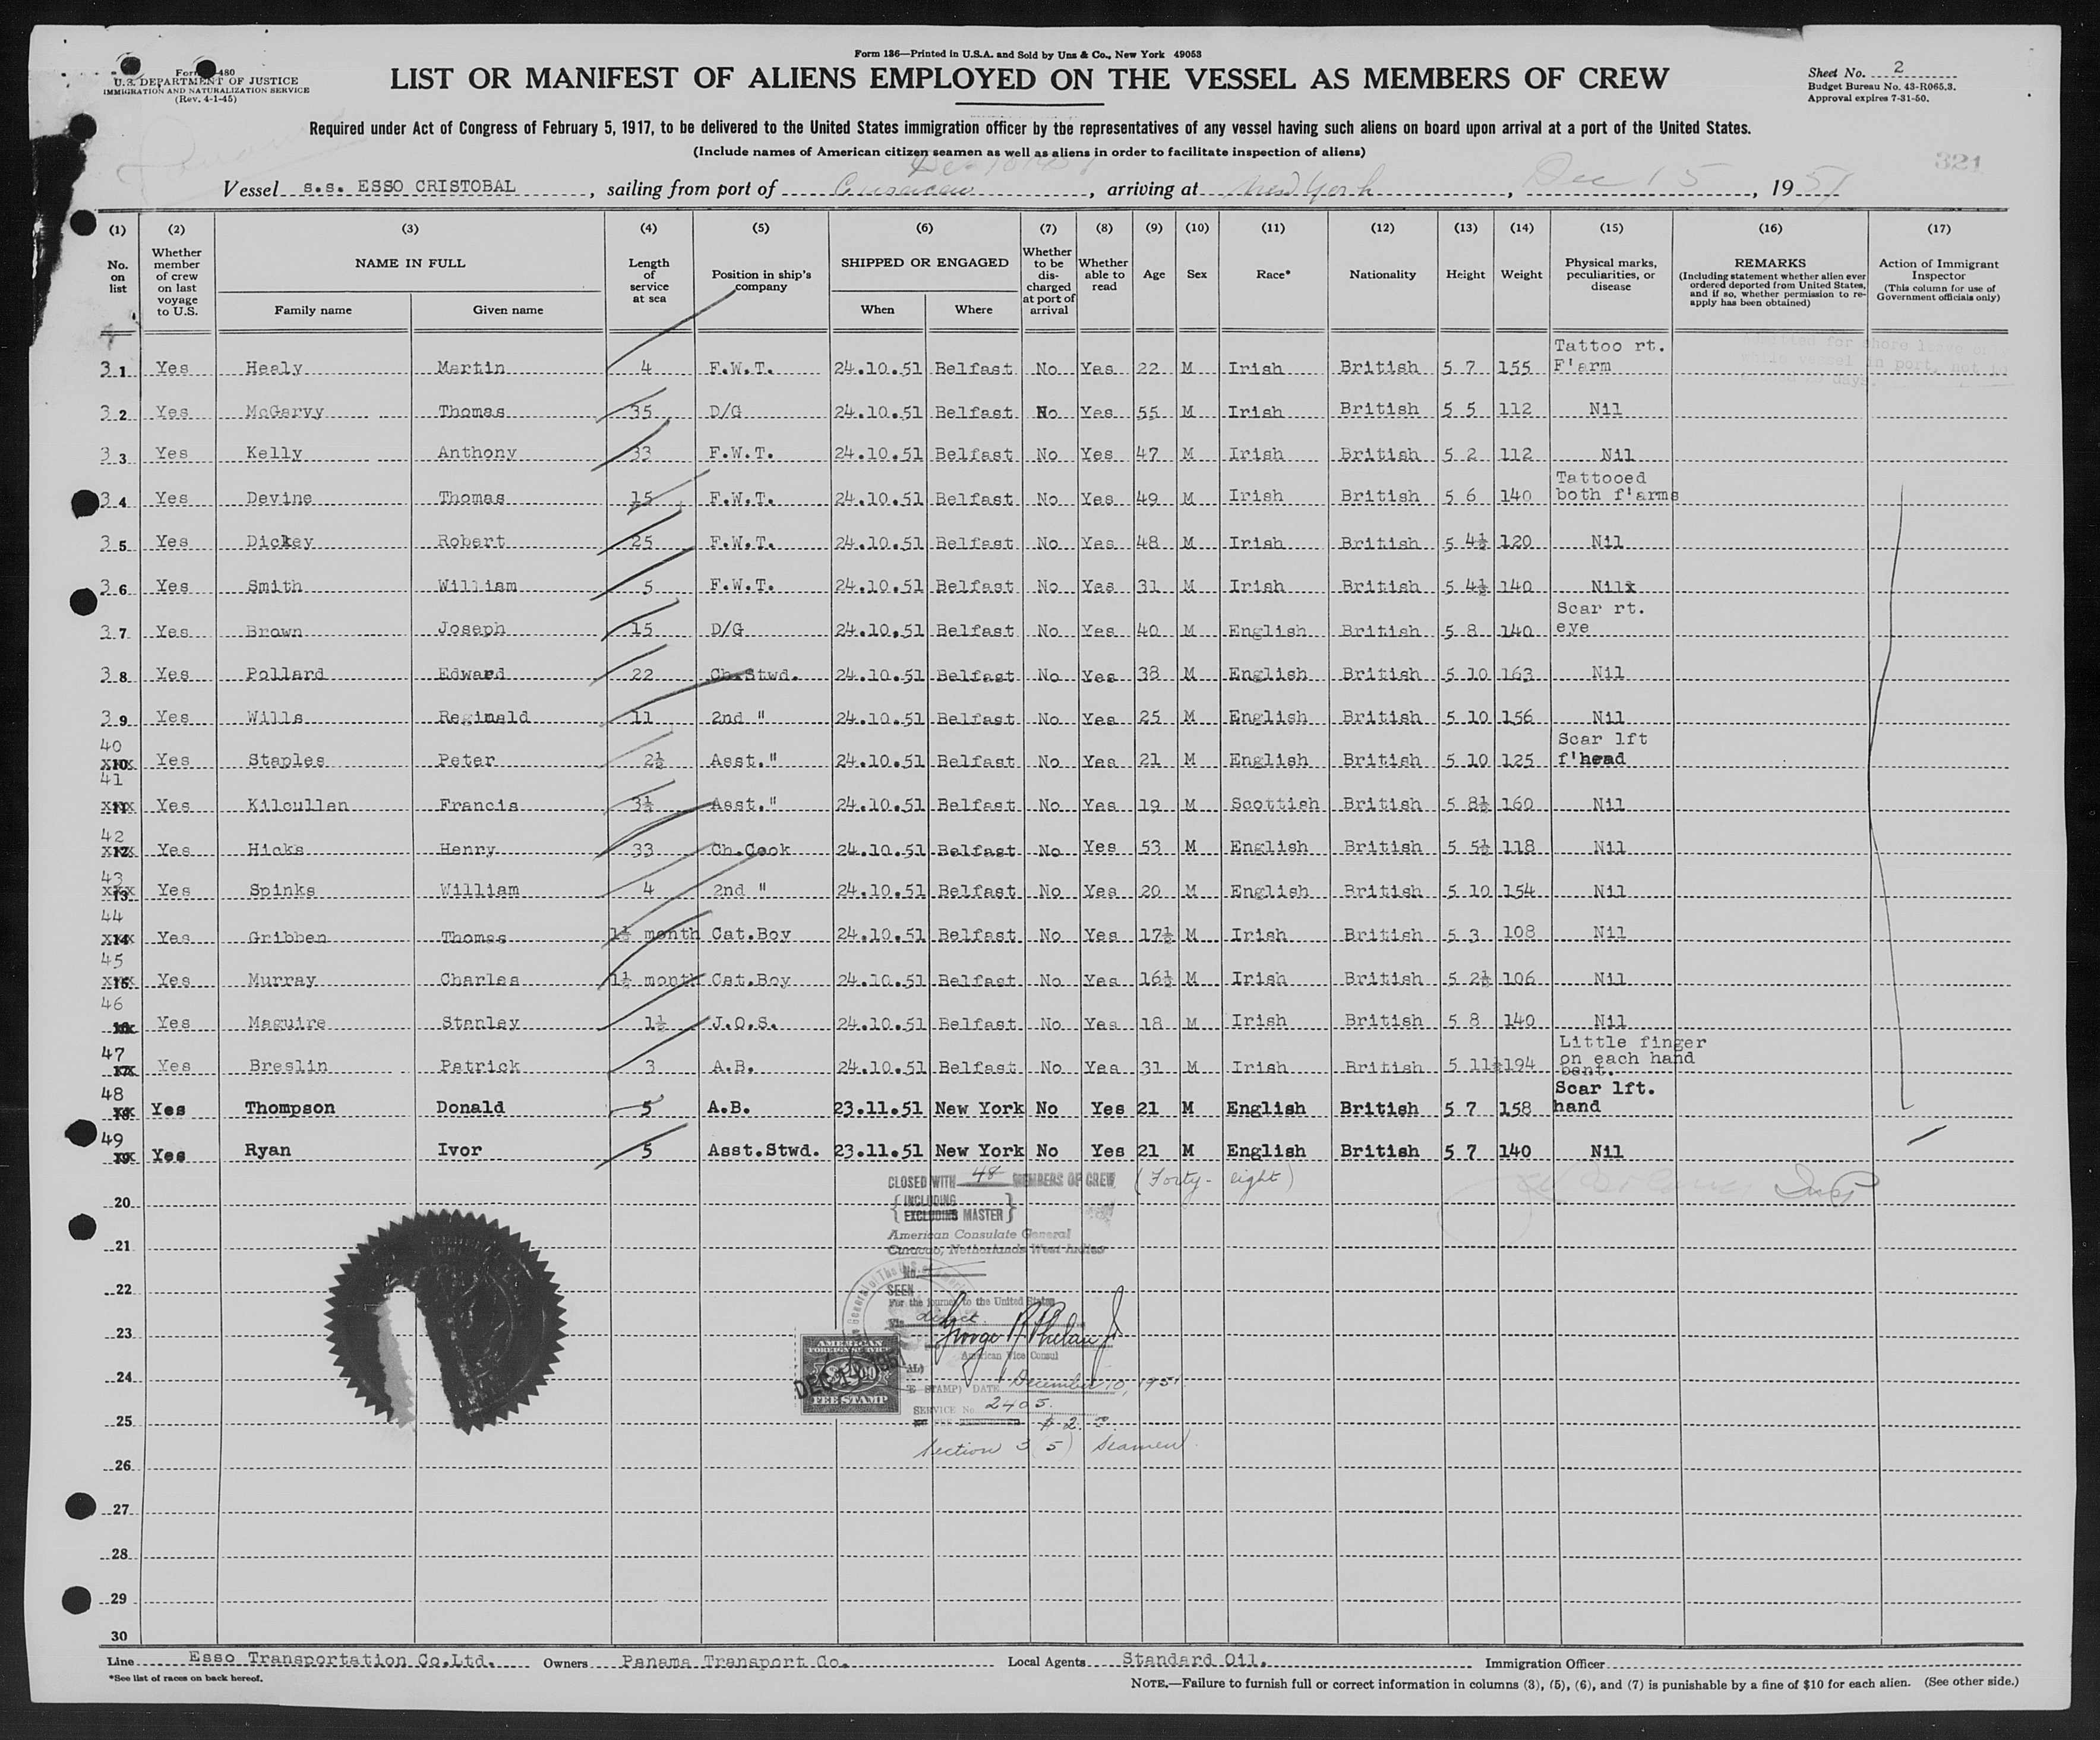 Form 136—Printed in U.S.A. and Sold by Unz & Co., New York 49053
Form 480
U.S. DEPARTMENT OF JUSTICE
IMMIGRATION AND NATURALIZATION SERVICE
(Rev. 4-1-45)
LIST OR MANIFEST OF ALIENS EMPLOYED ON THE VESSEL AS MEMBERS OF CREW
Sheet No. 2
Budget Bureau No. 43-R065.3.
Approval expires 7-31-50.
Required under Act of Congress of February 5, 1917, to be delivered to the United States immigration officer by the representatives of any vessel having such aliens on board upon arrival at a port of the United States.
(Include names of American citizen seamen as well as aliens in order to facilitate inspection of aliens)
321
Vessel s.s. ESSO CRISTOBAL, sailing from port of Curacao, arriving at New York, Dec 15, 1951
(1) No. on list (2) Whether member of crew on last voyage to U.S. (3) NAME IN FULL Family name Given name (4) Length of service at sea (5) Position in ship's company (6) SHIPPED OR ENGAGED When Where (7) Whether to be discharged at port of arrival (8) Whether able to read (9) Age (10) Sex (11) Race* (12) Nationality (13) Height (14) Weight (15) Physical marks, peculiarities, or disease (16) REMARKS (Including statement whether alien ever ordered deported from United States, and if so, whether permission to re-apply has been obtained) (17) Action of Immigrant Inspector (This column for use of Government officials only)
31 Yes Healy Martin 4 F.W.T. 24.10.51 Belfast No Yes 22 M Irish British 5 7 155 Tattoo rt. F'arm
32 Yes McGarvy Thomas 35 D/G 24.10.51 Belfast No Yes 55 M Irish British 5 5 112 Nil
33 Yes Kelly Anthony 33 F.W.T. 24.10.51 Belfast No Yes 47 M Irish British 5 2 112 Nil
34 Yes Devine Thomas 15 F.W.T. 24.10.51 Belfast No Yes 49 M Irish British 5 6 140 Tattooed both f'arms
35 Yes Dickey Robert 25 F.W.T. 24.10.51 Belfast No Yes 48 M Irish British 5 4½ 120 Nil
36 Yes Smith William 5 F.W.T. 24.10.51 Belfast No Yes 31 M Irish British 5 4½ 140 Nilx
37 Yes Brown Joseph 15 D/G 24.10.51 Belfast No Yes 40 M English British 5 8 140 Scar rt. eye
38 Yes Pollard Edward 22 Ch.Stwd. 24.10.51 Belfast No Yes 38 M English British 5 10 163 Nil
39 Yes Wills Reginald 11 2nd " 24.10.51 Belfast No Yes 25 M English British 5 10 156 Nil
40 Yes Staples Peter 2½ Asst." 24.10.51 Belfast No Yes 21 M English British 5 10 125 Scar lft f'head
41 Yes Kilcullen Francis 3½ Asst." 24.10.51 Belfast No Yes 19 M Scottish British 5 8½ 160 Nil
42 Yes Hicks Henry 33 Ch.Cook 24.10.51 Belfast No Yes 53 M English British 5 5½ 118 Nil
43 Yes Spinks William 4 2nd " 24.10.51 Belfast No Yes 20 M English British 5 10 154 Nil
44 Yes Gribben Thomas 1½ month Cat.Boy 24.10.51 Belfast No Yes 17½ M Irish British 5 3 108 Nil
45 Yes Murray Charles 1½ month Cat.Boy 24.10.51 Belfast No Yes 16½ M Irish British 5 2½ 106 Nil
46 Yes Maguire Stanley 1½ J.O.S. 24.10.51 Belfast No Yes 18 M Irish British 5 8 140 Nil
47 Yes Breslin Patrick 3 A.B. 24.10.51 Belfast No Yes 31 M Irish British 5 11½ 194 Little finger on each hand bent.
48 Yes Thompson Donald 5 A.B. 23.11.51 New York No Yes 21 M English British 5 7 158 Scar lft. hand
49 Yes Ryan Ivor 5 Asst.Stwd. 23.11.51 New York No Yes 21 M English British 5 7 140 Nil
CLOSED WITH 48 MEMBERS OF CREW (Forty-eight)
{INCLUDING EXCLUDING MASTER}
20
American Consulate General
Curacao, Netherlands West Indies
21
No.
SEEN
22
For the journey to the United States
Via direct
George R Phelan Jr
23
American Vice Consul
AMERICAN FOREIGN SERVICE
FEE STAMP
DEC 10 1951
24
DATE December 10, 1951
SERVICE No. 2405
25
$2.00
Section 3(5) Seamen
26
27
28
29
30
Line Esso Transportation Co.Ltd. Owners Panama Transport Co. Local Agents Standard Oil. Immigration Officer
*See list of races on back hereof.
NOTE.—Failure to furnish full or correct information in columns (3), (5), (6), and (7) is punishable by a fine of $10 for each alien. (See other side.)